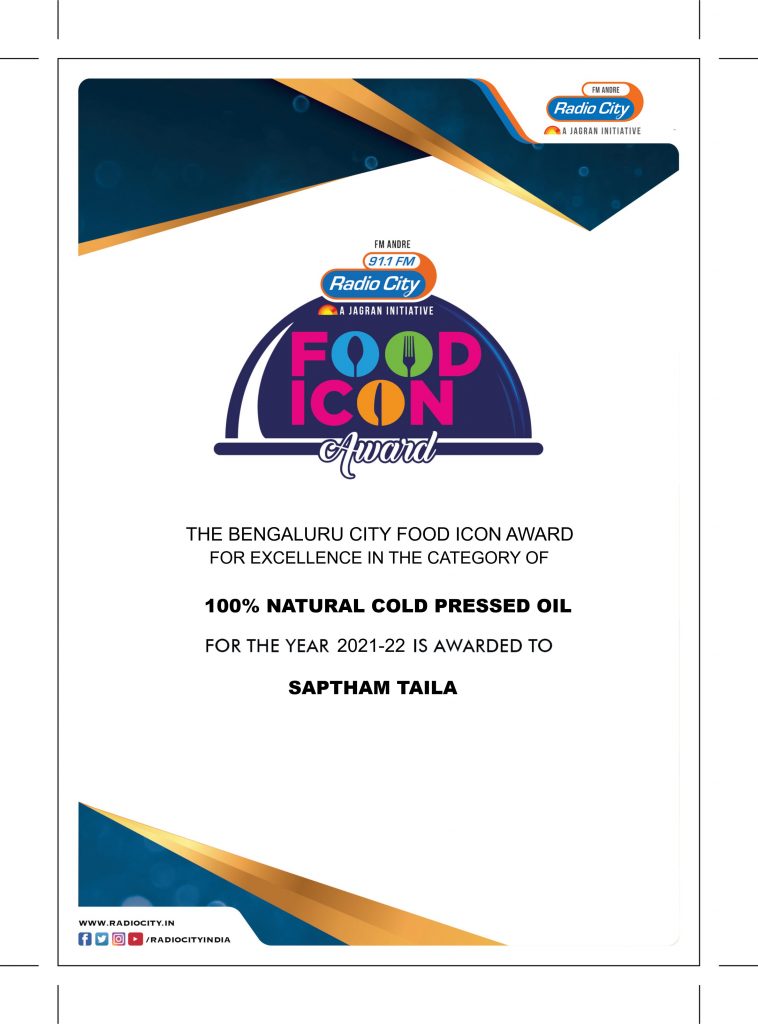 FM ANDRE
Radio City
A JAGRAN INITIATIVE
FM ANDRE
91.1 FM
Radio City
A JAGRAN INITIATIVE
FOOD
ICON
Award
THE BENGALURU CITY FOOD ICON AWARD
FOR EXCELLENCE IN THE CATEGORY OF
100% NATURAL COLD PRESSED OIL
FOR THE YEAR 2021-22 IS AWARDED TO
SAPTHAM TAILA
WWW.RADIOCITY.IN
/RADIOCITYINDIA